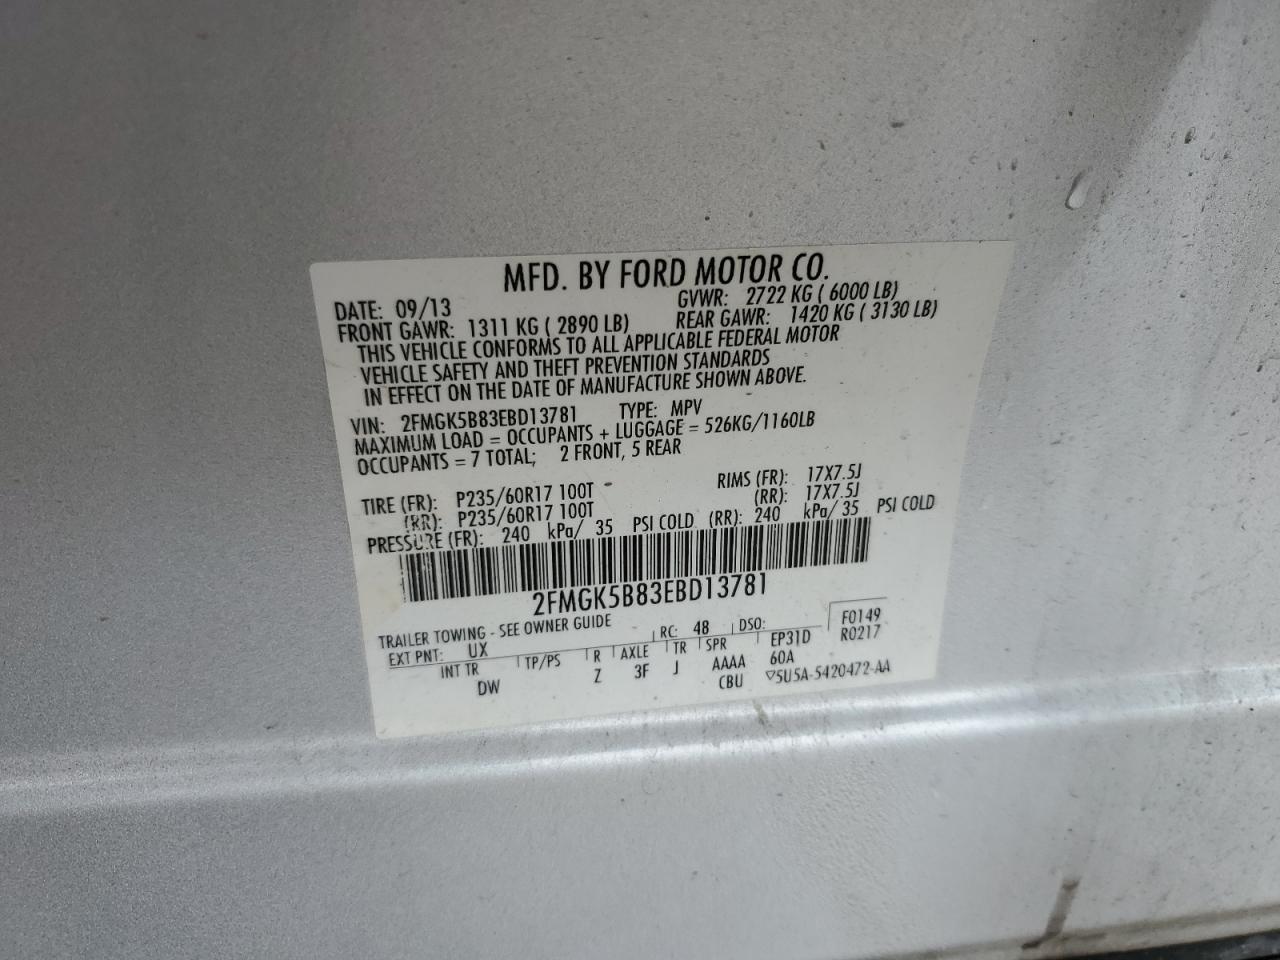 MFD. BY FORD MOTOR CO.
DATE: 09/13 GVWR: 2722 KG ( 6000 LB)
FRONT GAWR: 1311 KG ( 2890 LB) REAR GAWR: 1420 KG ( 3130 LB)
THIS VEHICLE CONFORMS TO ALL APPLICABLE FEDERAL MOTOR
VEHICLE SAFETY AND THEFT PREVENTION STANDARDS
IN EFFECT ON THE DATE OF MANUFACTURE SHOWN ABOVE.
VIN: 2FMGK5B83EBD13781 TYPE: MPV
MAXIMUM LOAD = OCCUPANTS + LUGGAGE = 526KG/1160LB
OCCUPANTS = 7 TOTAL; 2 FRONT, 5 REAR
TIRE (FR): P235/60R17 100T RIMS (FR): 17X7.5J
(RR): P235/60R17 100T (RR): 17X7.5J
PRESSURE (FR): 240 kPa/ 35 PSI COLD (RR): 240 kPa/ 35 PSI COLD
2FMGK5B83EBD13781
TRAILER TOWING - SEE OWNER GUIDE
EXT PNT: UX RC: 48 DSO: F0149
INT TR TP/PS R AXLE TR SPR EP31D R0217
DW Z 3F J AAAA 60A
CBU ▽5U5A-5420472-AA